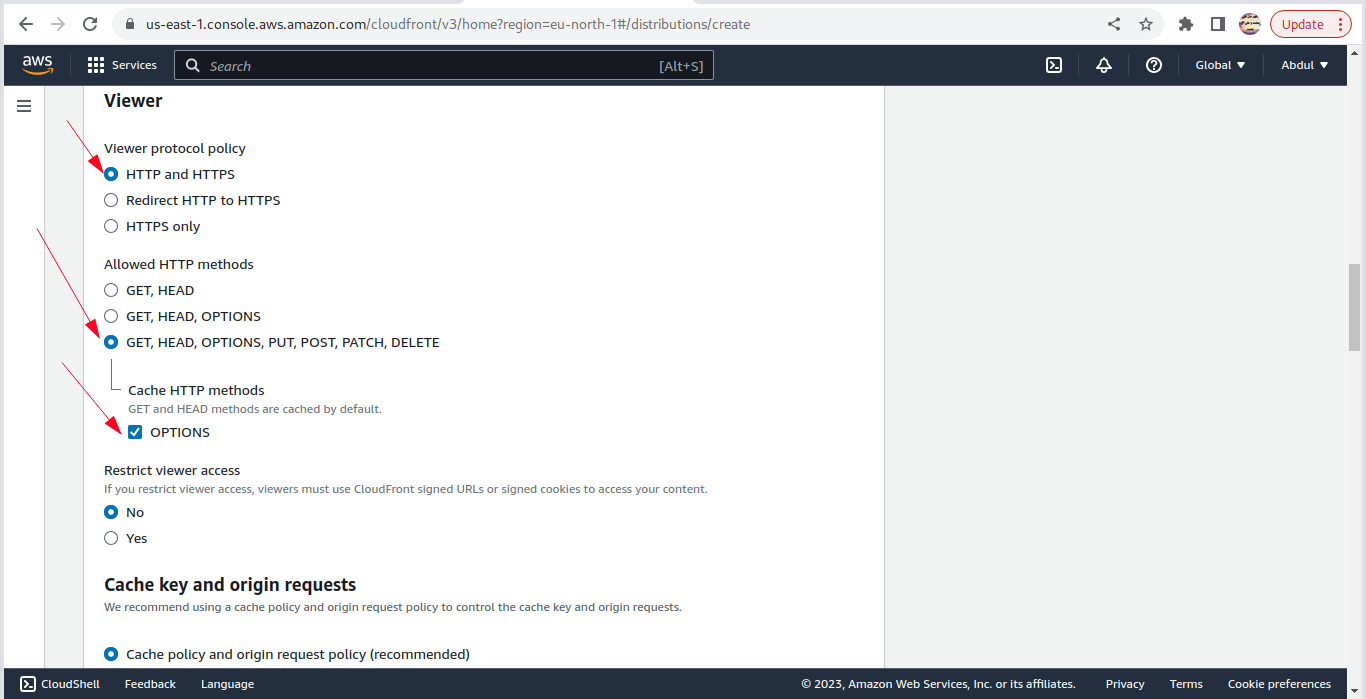 us-east-1.console.aws.amazon.com/cloudfront/v3/home?region=eu-north-1#/distributions/create
Update
aws
Services
Search
[Alt+S]
Global
Abdul
Viewer
Viewer protocol policy
HTTP and HTTPS
Redirect HTTP to HTTPS
HTTPS only
Allowed HTTP methods
GET, HEAD
GET, HEAD, OPTIONS
GET, HEAD, OPTIONS, PUT, POST, PATCH, DELETE
Cache HTTP methods
GET and HEAD methods are cached by default.
OPTIONS
Restrict viewer access
If you restrict viewer access, viewers must use CloudFront signed URLs or signed cookies to access your content.
No
Yes
Cache key and origin requests
We recommend using a cache policy and origin request policy to control the cache key and origin requests.
Cache policy and origin request policy (recommended)
CloudShell
Feedback
Language
© 2023, Amazon Web Services, Inc. or its affiliates.
Privacy
Terms
Cookie preferences